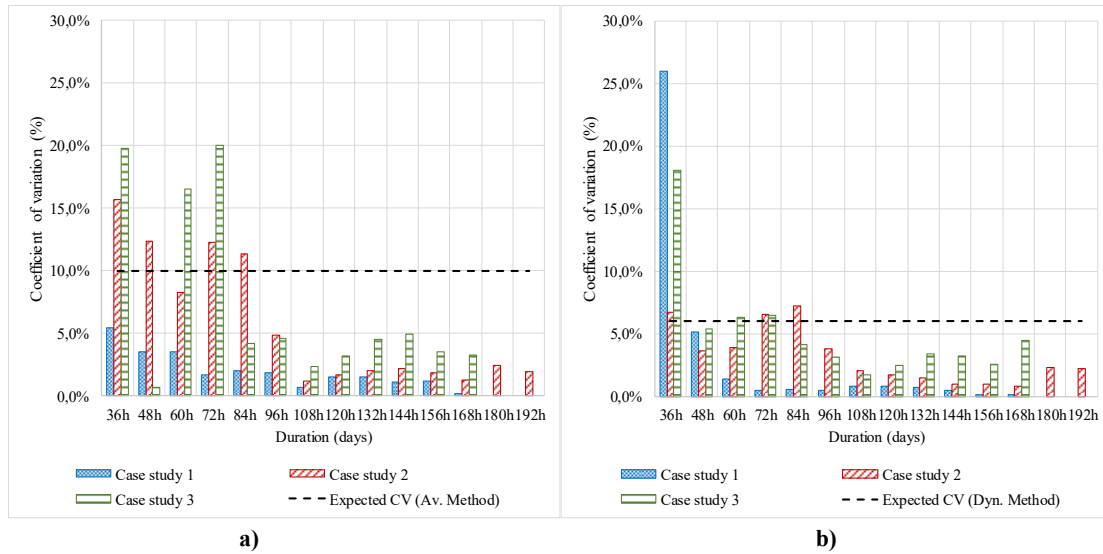 30,0%
25,0%
20,0%
15,0%
10,0%
5,0%
0,0%
Coefficient of variation (%)
36h 48h 60h 72h 84h 96h 108h 120h 132h 144h 156h 168h 180h 192h
Duration (days)
Case study 1
Case study 2
Case study 3
Expected CV (Av. Method)
a)
30,0%
25,0%
20,0%
15,0%
10,0%
5,0%
0,0%
Coefficient of variation (%)
36h 48h 60h 72h 84h 96h 108h 120h 132h 144h 156h 168h 180h 192h
Duration (days)
Case study 1
Case study 2
Case study 3
Expected CV (Dyn. Method)
b)